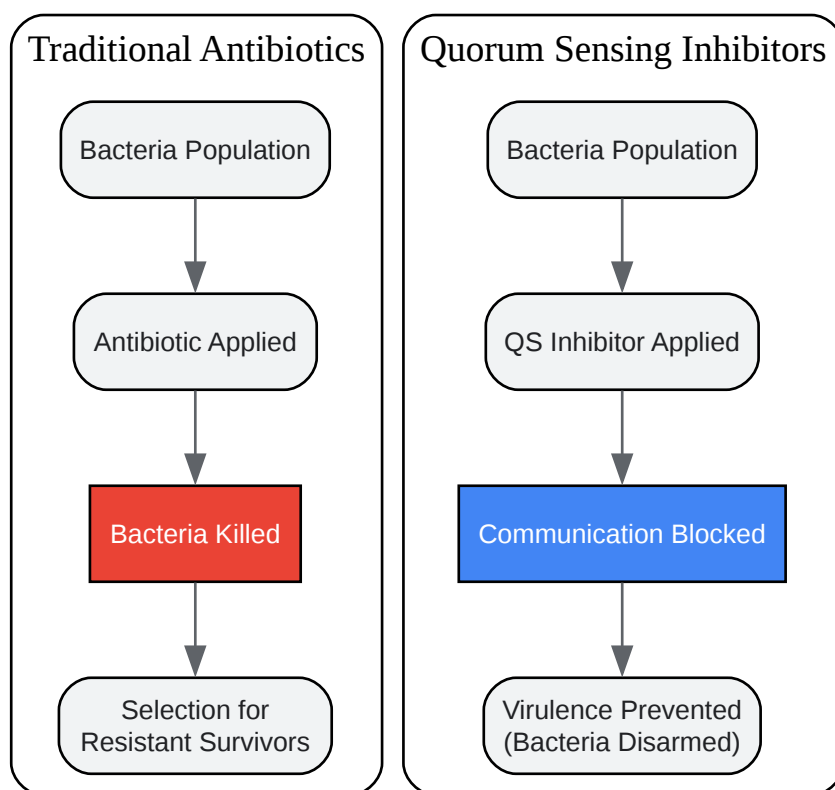 Traditional Antibiotics
Bacteria Population
Antibiotic Applied
Bacteria Killed
Selection for
Resistant Survivors
Quorum Sensing Inhibitors
Bacteria Population
QS Inhibitor Applied
Communication Blocked
Virulence Prevented
(Bacteria Disarmed)